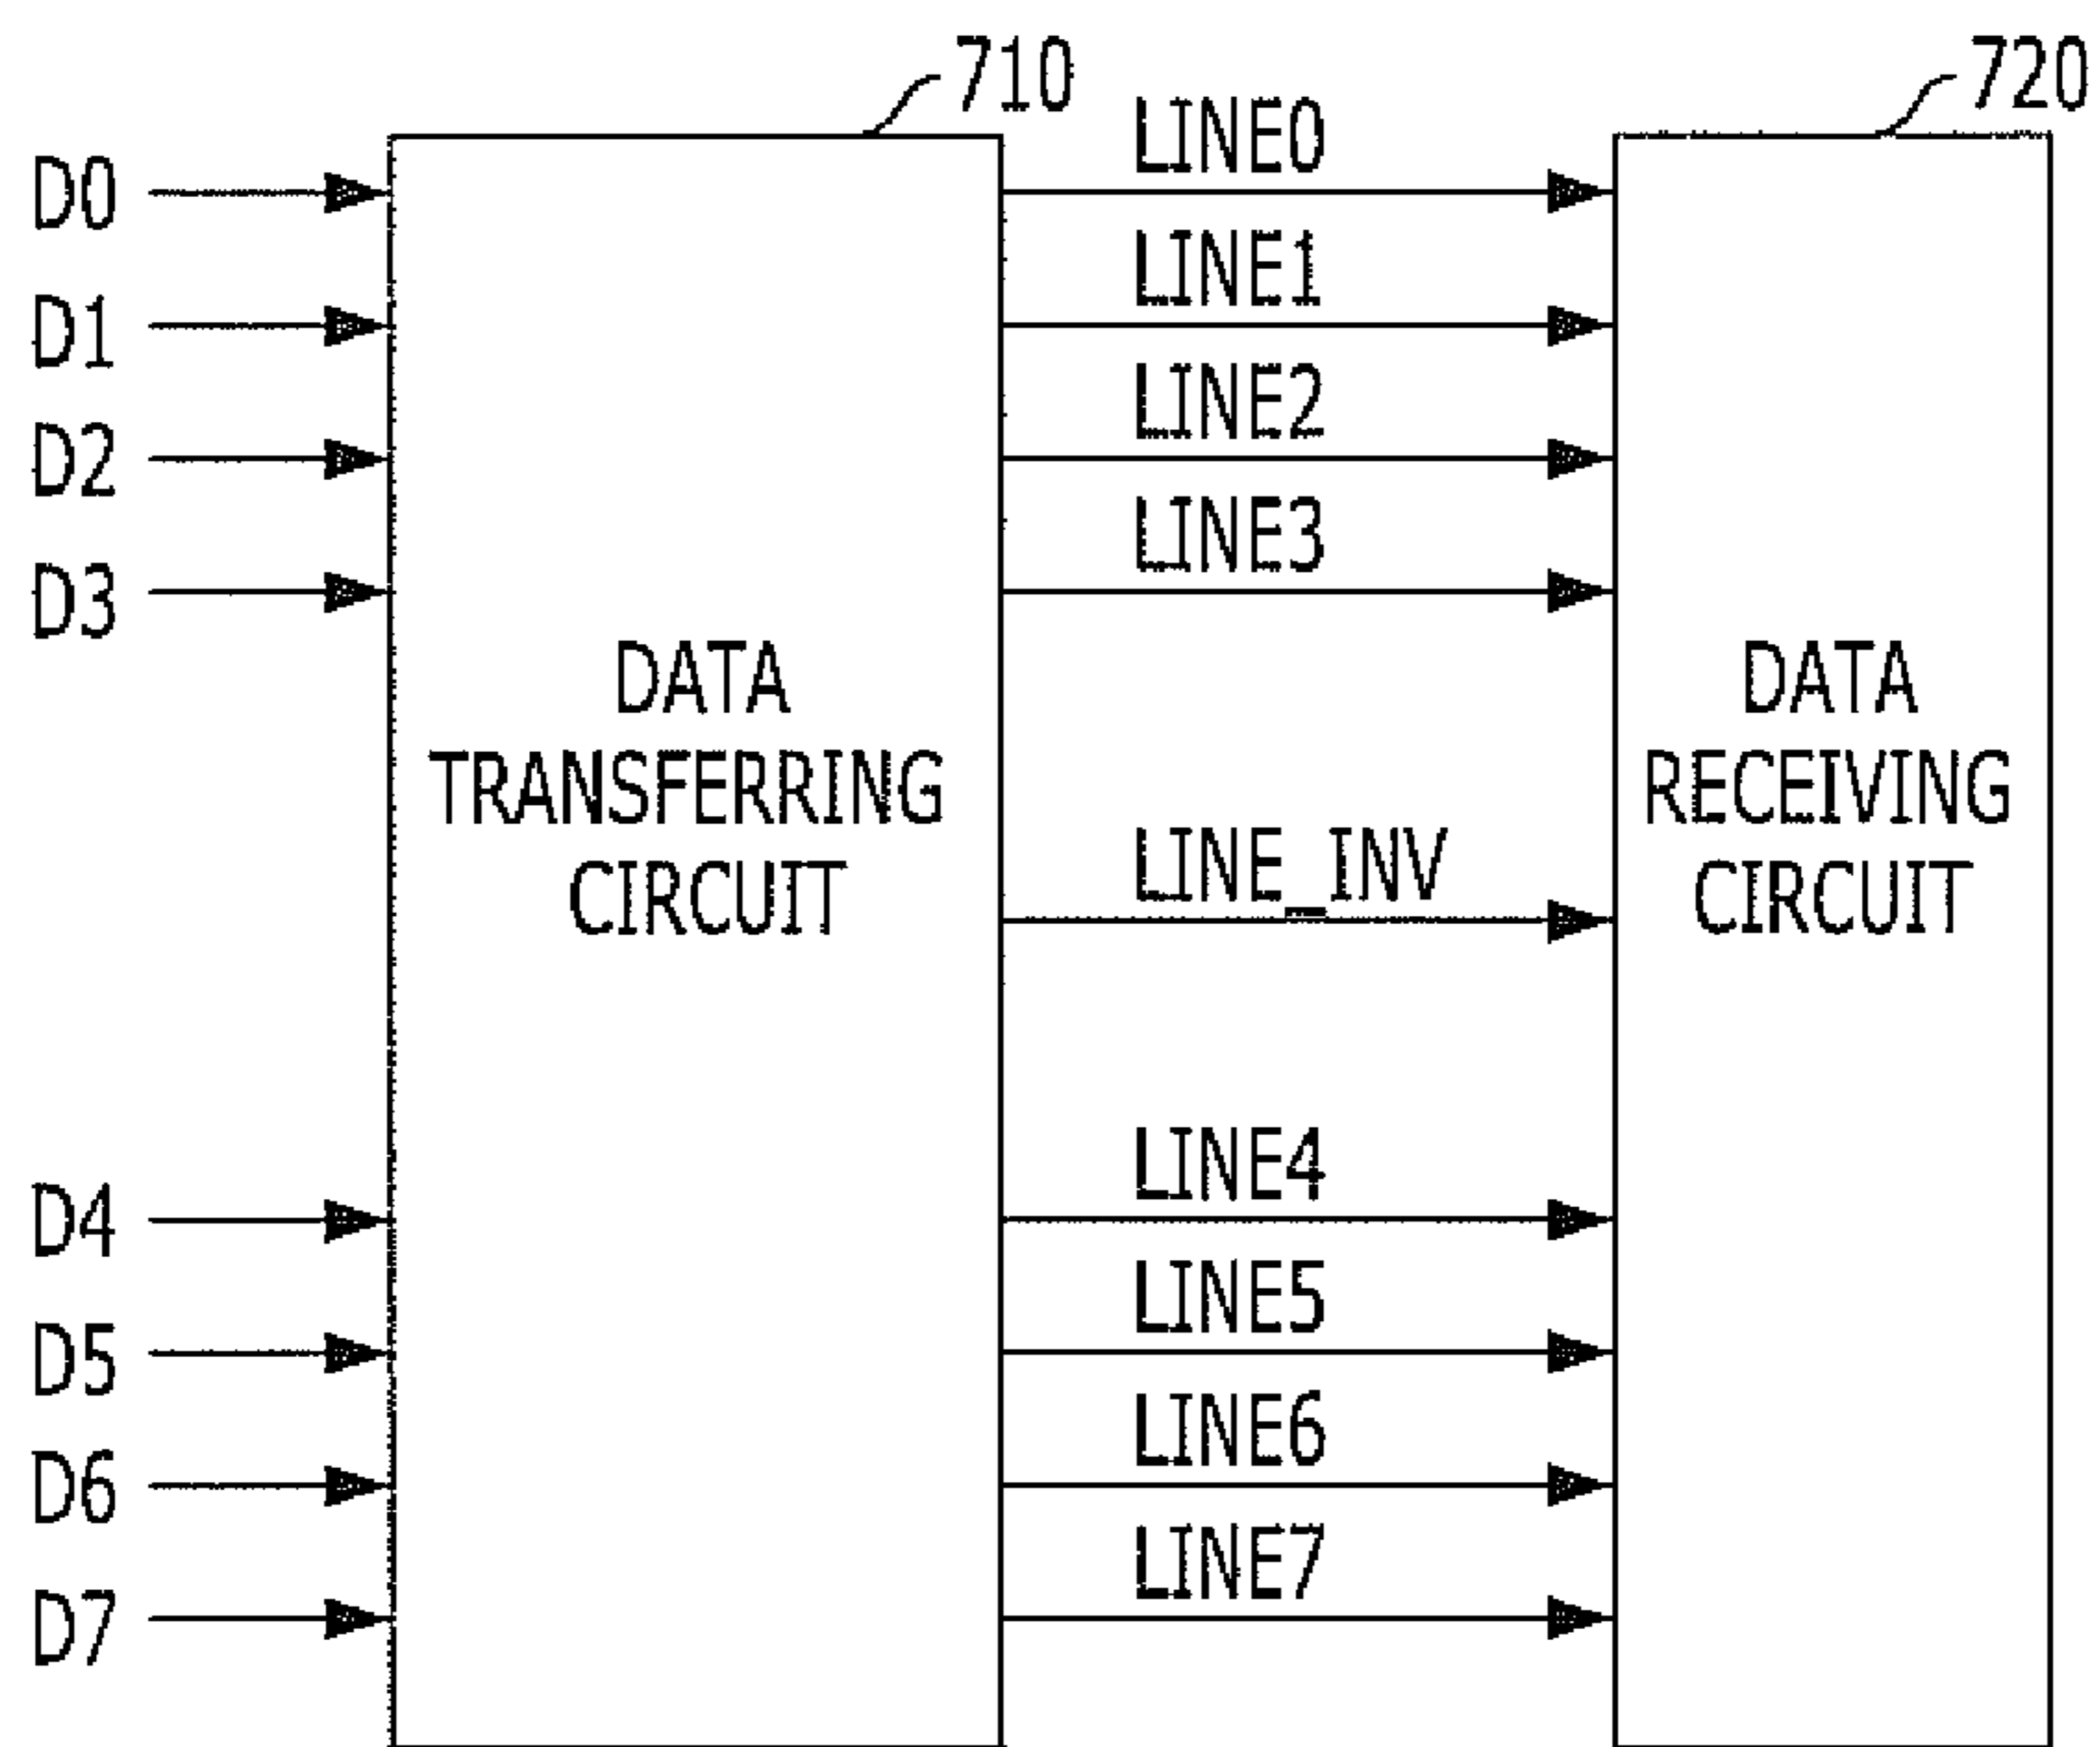 710
720
D0
LINE0
D1
LINE1
D2
LINE2
D3
LINE3
DATA
TRANSFERRING
CIRCUIT
DATA
RECEIVING
CIRCUIT
LINE_INV
D4
LINE4
D5
LINE5
D6
LINE6
D7
LINE7